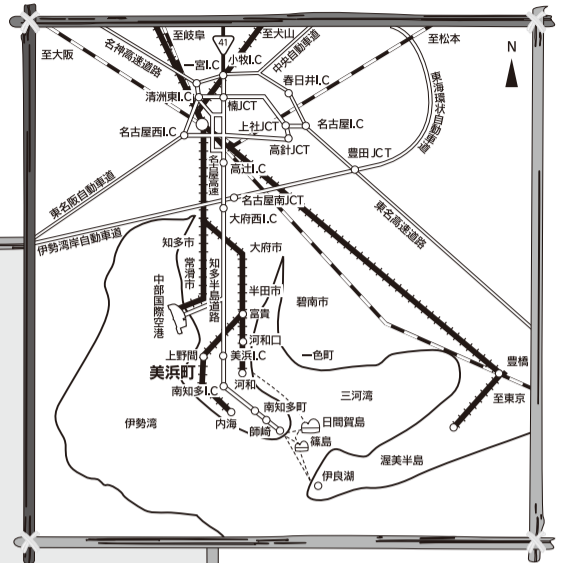 至岐阜
41
至犬山
至松本
至大阪
名神高速道路
一宮I.C
小牧I.C
中央自動車道
N
清洲東I.C
春日井I.C
東海環状自動車道
楠JCT
名古屋西I.C
上社JCT
名古屋I.C
高針JCT
名古屋高速
高辻I.C
豊田JCT
東名阪自動車道
名古屋南JCT
大府西I.C
東名高速道路
伊勢湾岸自動車道
知多市
大府市
常滑市
知多半島道路
半田市
碧南市
中部国際空港
富貴
河和口
上野間
美浜I.C
一色町
豊橋
美浜町
河和
南知多I.C
三河湾
至東京
南知多町
内海
伊勢湾
師崎
日間賀島
篠島
渥美半島
伊良湖